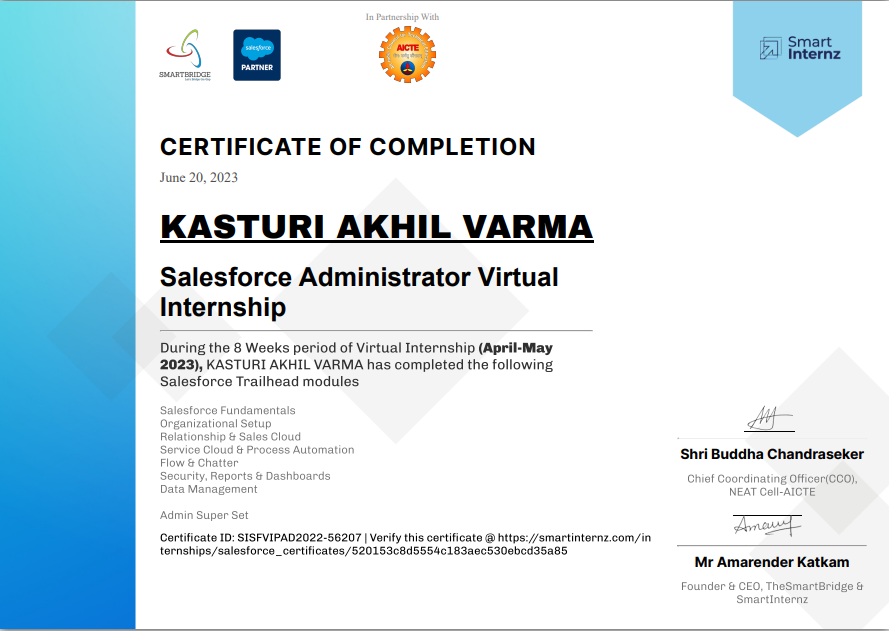 In Partnership With
SMARTBRIDGE
salesforce
PARTNER
AICTE
Smart
Internz
CERTIFICATE OF COMPLETION
June 20, 2023
KASTURI AKHIL VARMA
Salesforce Administrator Virtual
Internship
During the 8 Weeks period of Virtual Internship (April-May
2023), KASTURI AKHIL VARMA has completed the following
Salesforce Trailhead modules
Salesforce Fundamentals
Organizational Setup
Relationship & Sales Cloud
Service Cloud & Process Automation
Flow & Chatter
Security, Reports & Dashboards
Data Management
Admin Super Set
Certificate ID: SISFVIPAD2022-56207 | Verify this certificate @ https://smartinternz.com/in
ternships/salesforce_certificates/520153c8d5554c183aec530ebcd35a85
Shri Buddha Chandraseker
Chief Coordinating Officer(CCO),
NEAT Cell-AICTE
Mr Amarender Katkam
Founder & CEO, TheSmartBridge &
SmartInternz